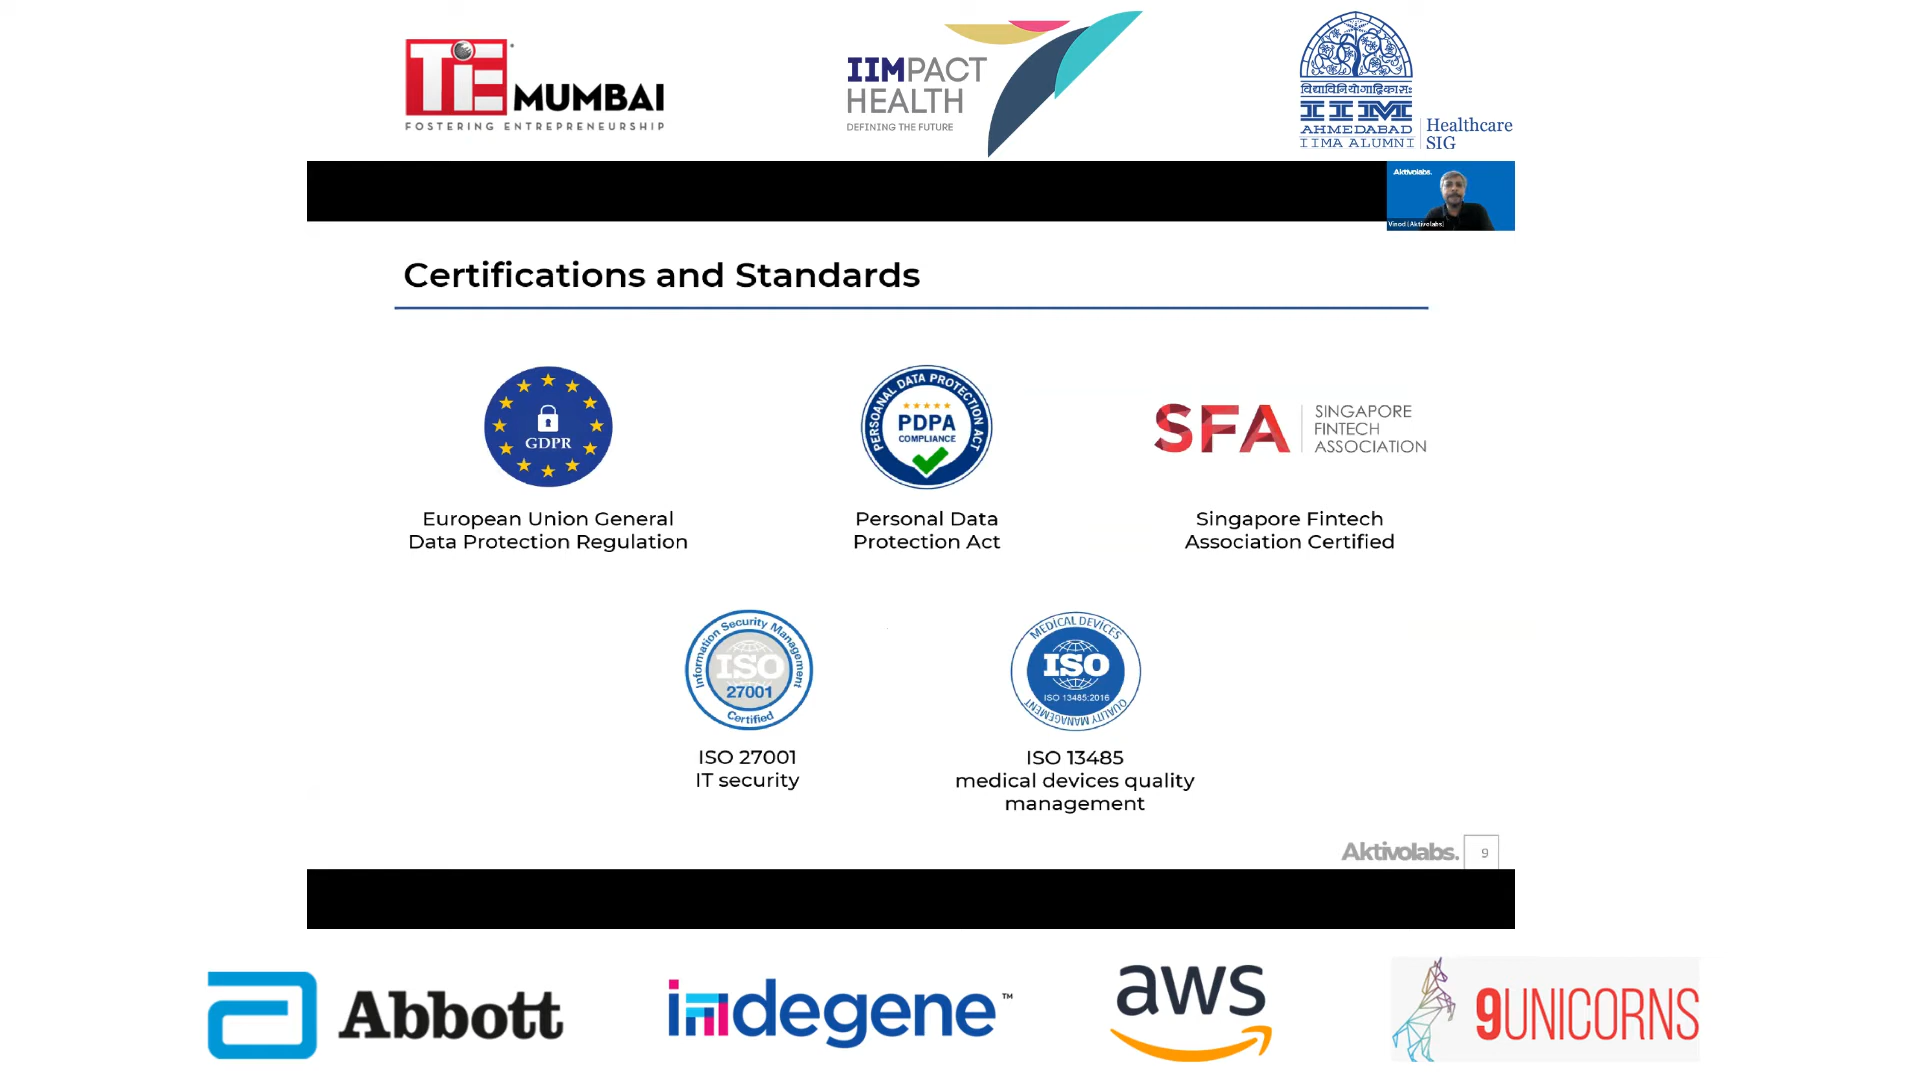 TiE MUMBAI
FOSTERING ENTREPRENEURSHIP
IIMPACT
HEALTH
DEFINING THE FUTURE
विद्याविनियोगाद्विकासः
IIM
AHMEDABAD
IIMA ALUMNI
Healthcare
SIG
Aktivolabs.
Vinod (Aktivolabs)
Certifications and Standards
GDPR
PERSOANAL DATA PROTECTION ACT
PDPA
COMPLIANCE
SFA
SINGAPORE
FINTECH
ASSOCIATION
European Union General
Data Protection Regulation
Personal Data
Protection Act
Singapore Fintech
Association Certified
Information Security Management
ISO
27001
Certified
MEDICAL DEVICES
ISO
ISO 13485:2016
QUALITY MANAGEMENT
ISO 27001
IT security
ISO 13485
medical devices quality
management
Aktivolabs.
9
a Abbott
indegene™
aws
9UNICORNS